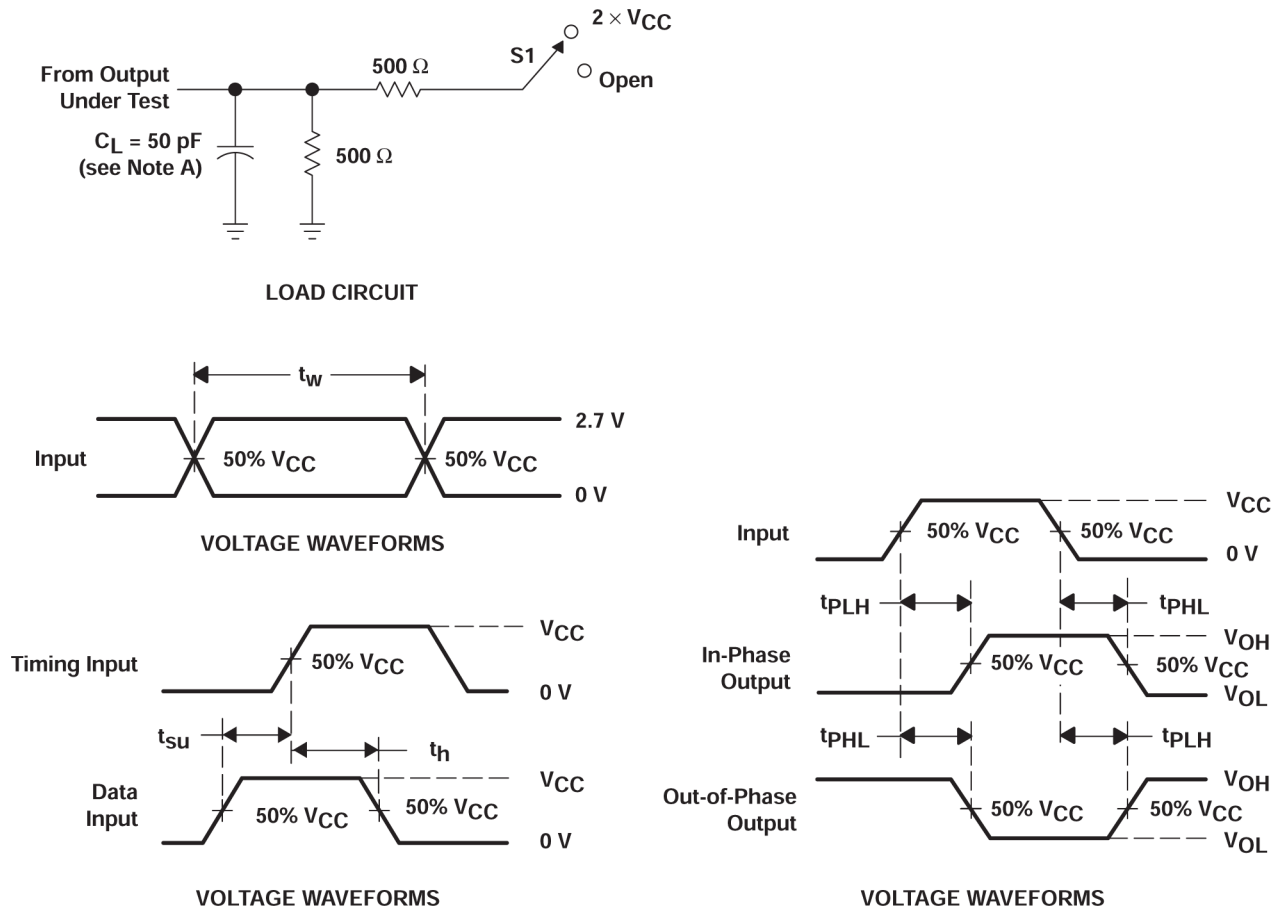 2 × VCC
S1
Open
500 Ω
From Output
Under Test
CL = 50 pF
(see Note A)
500 Ω
LOAD CIRCUIT
tw
2.7 V
Input
50% VCC
50% VCC
0 V
VOLTAGE WAVEFORMS
Timing Input
50% VCC
VCC
0 V
tsu
th
Data
Input
50% VCC
50% VCC
VCC
0 V
VOLTAGE WAVEFORMS
Input
50% VCC
50% VCC
VCC
0 V
tPLH
tPHL
In-Phase
Output
50% VCC
50% VCC
VOH
VOL
tPHL
tPLH
Out-of-Phase
Output
50% VCC
50% VCC
VOH
VOL
VOLTAGE WAVEFORMS